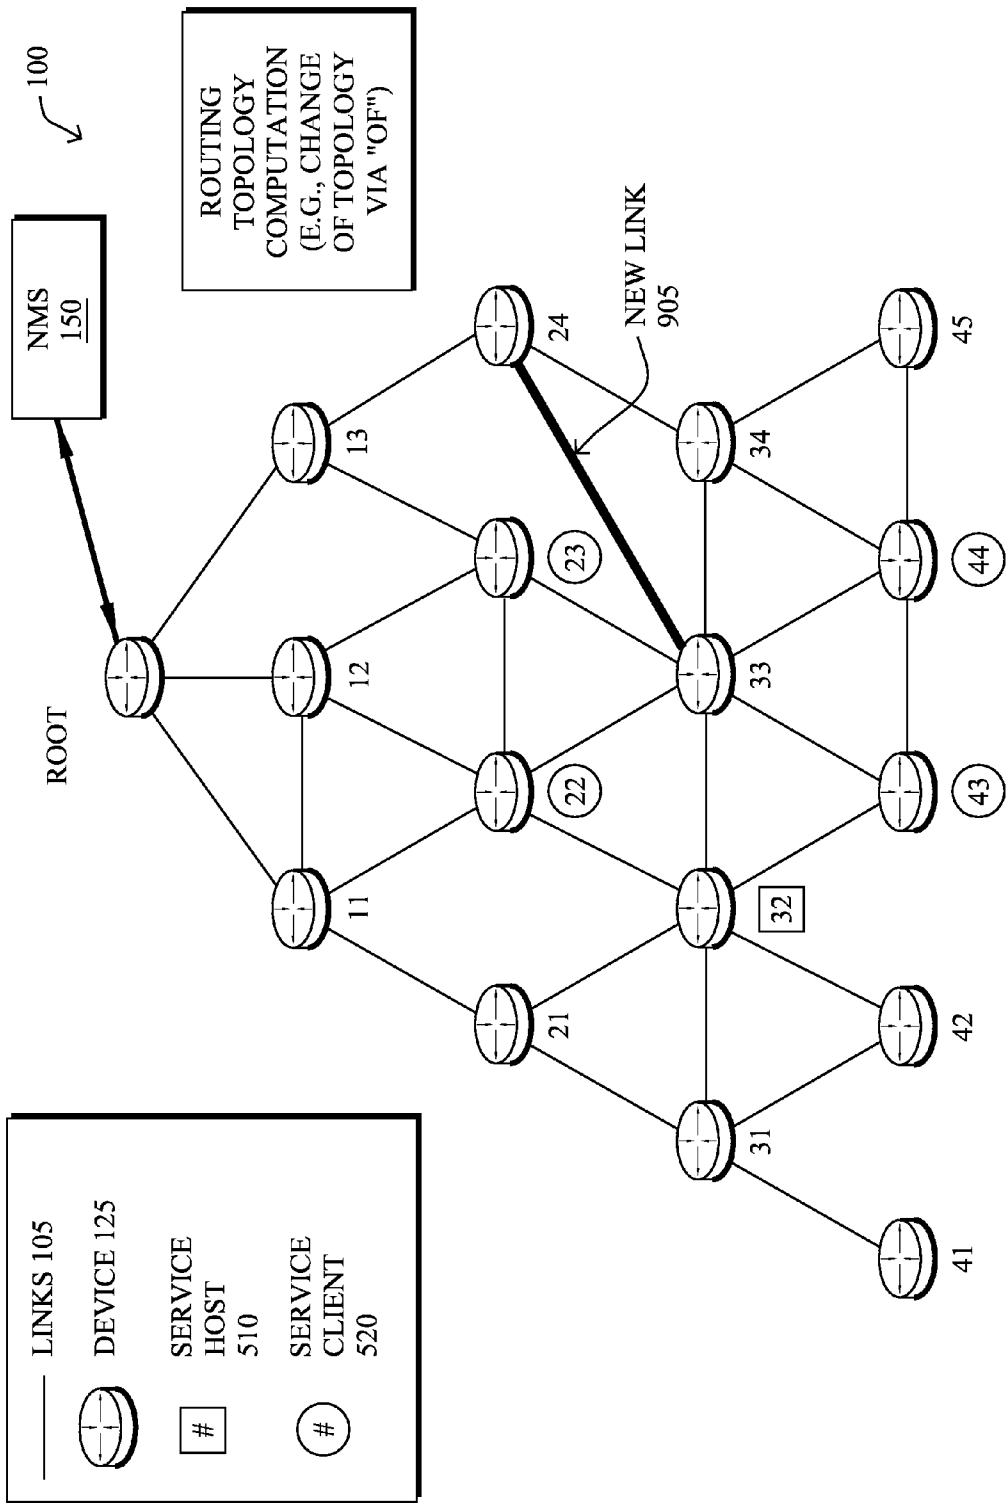 LINKS 105
DEVICE 125
#
SERVICE
HOST
510
#
SERVICE
CLIENT
520
ROOT
NMS
150
100
ROUTING
TOPOLOGY
COMPUTATION
(E.G., CHANGE
OF TOPOLOGY
VIA "OF")
11
12
13
21
22
23
24
NEW LINK
905
31
32
33
34
41
42
43
44
45